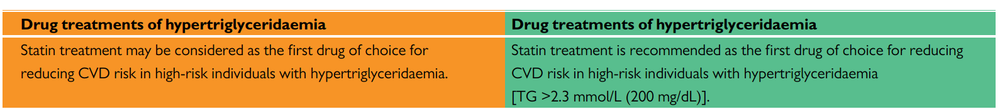 Drug treatments of hypertriglyceridaemia
Statin treatment may be considered as the first drug of choice for
reducing CVD risk in high-risk individuals with hypertriglyceridaemia.
Drug treatments of hypertriglyceridaemia
Statin treatment is recommended as the first drug of choice for reducing
CVD risk in high-risk individuals with hypertriglyceridaemia
[TG >2.3 mmol/L (200 mg/dL)].